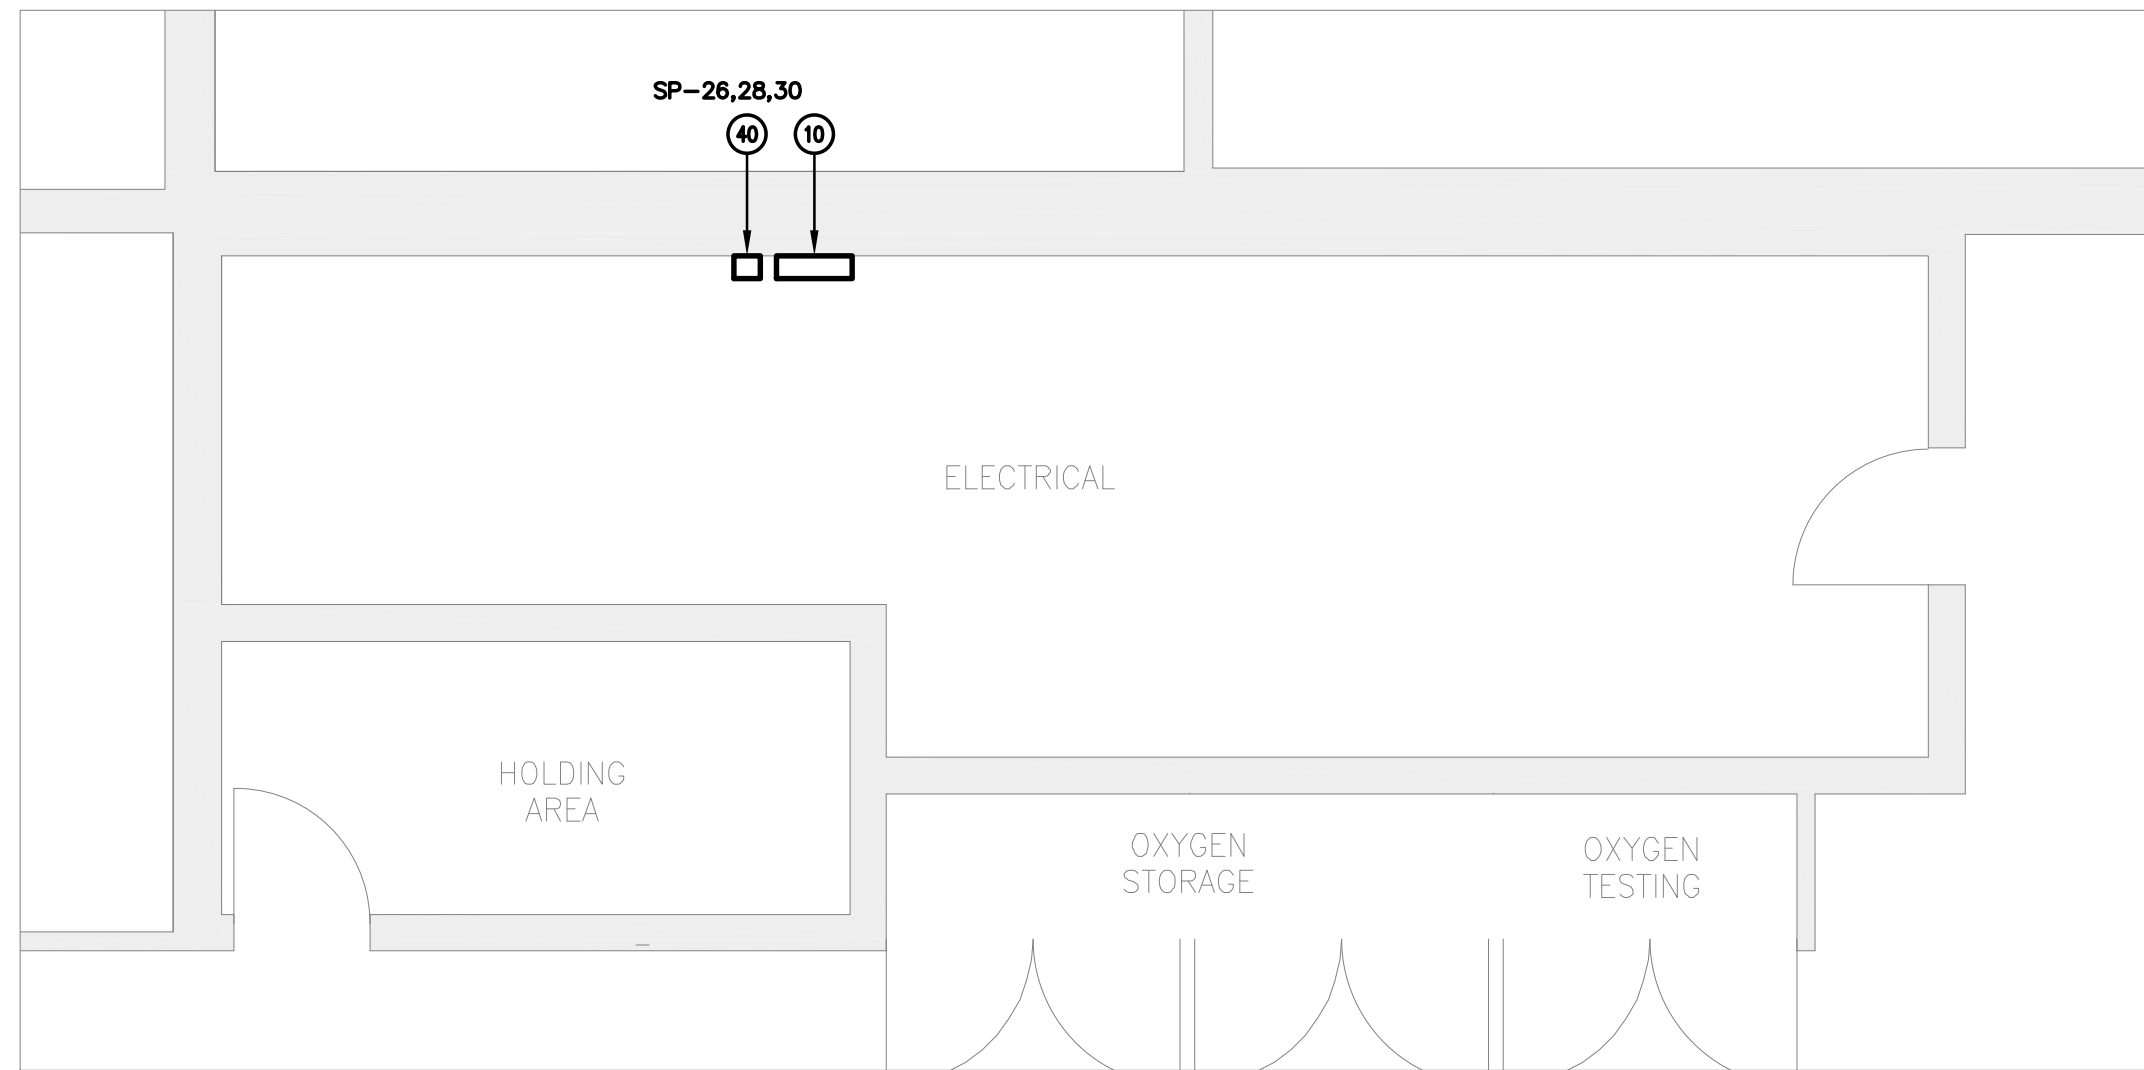 SP-26,28,30
40 10
ELECTRICAL
HOLDING
AREA
OXYGEN
STORAGE
OXYGEN
TESTING